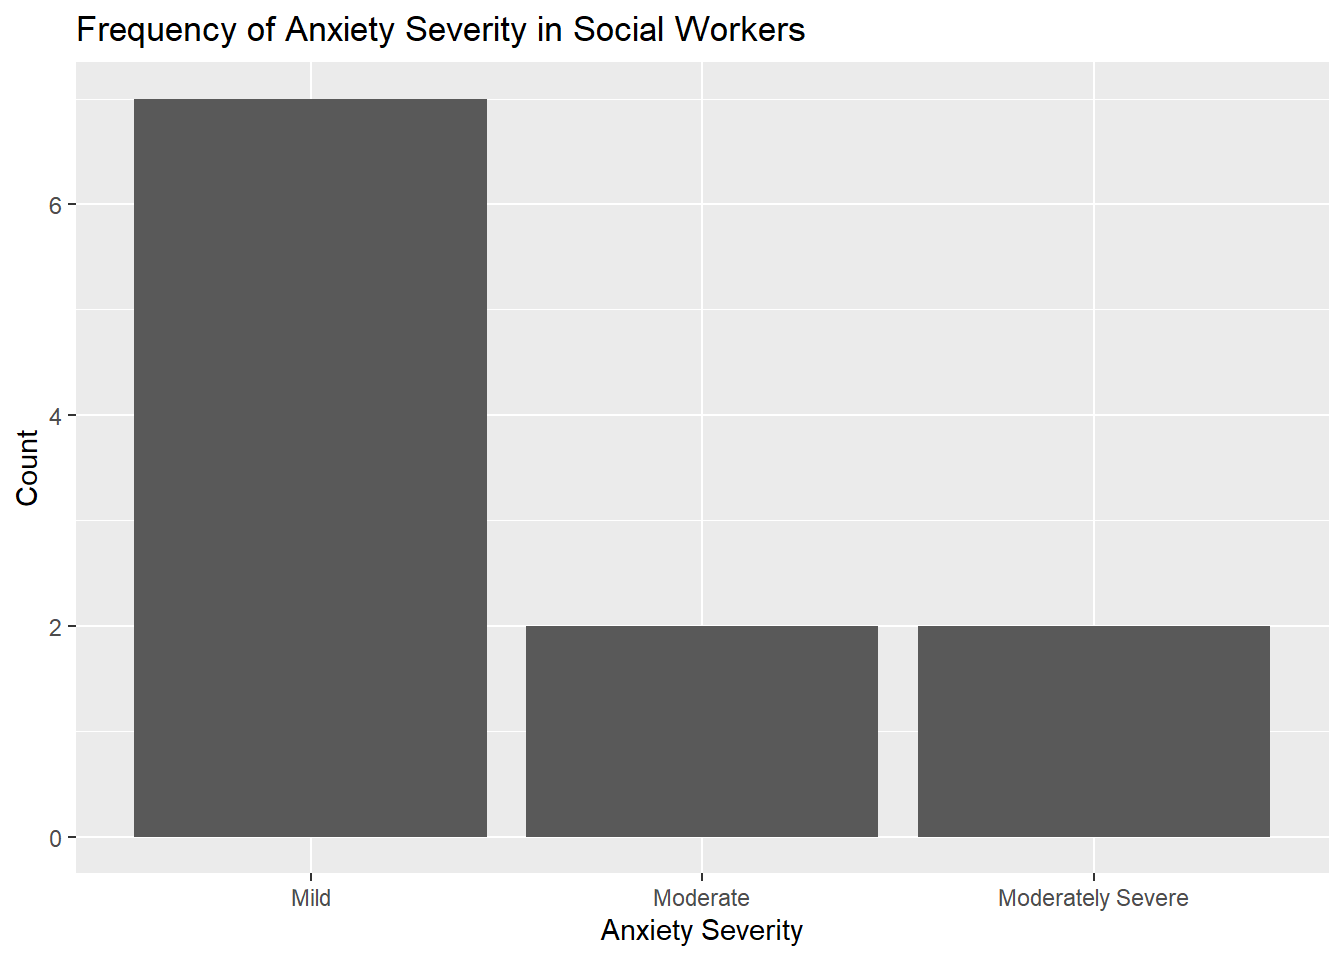 Frequency of Anxiety Severity in Social Workers
6
4
2
0
Count
Mild
Moderate
Moderately Severe
Anxiety Severity